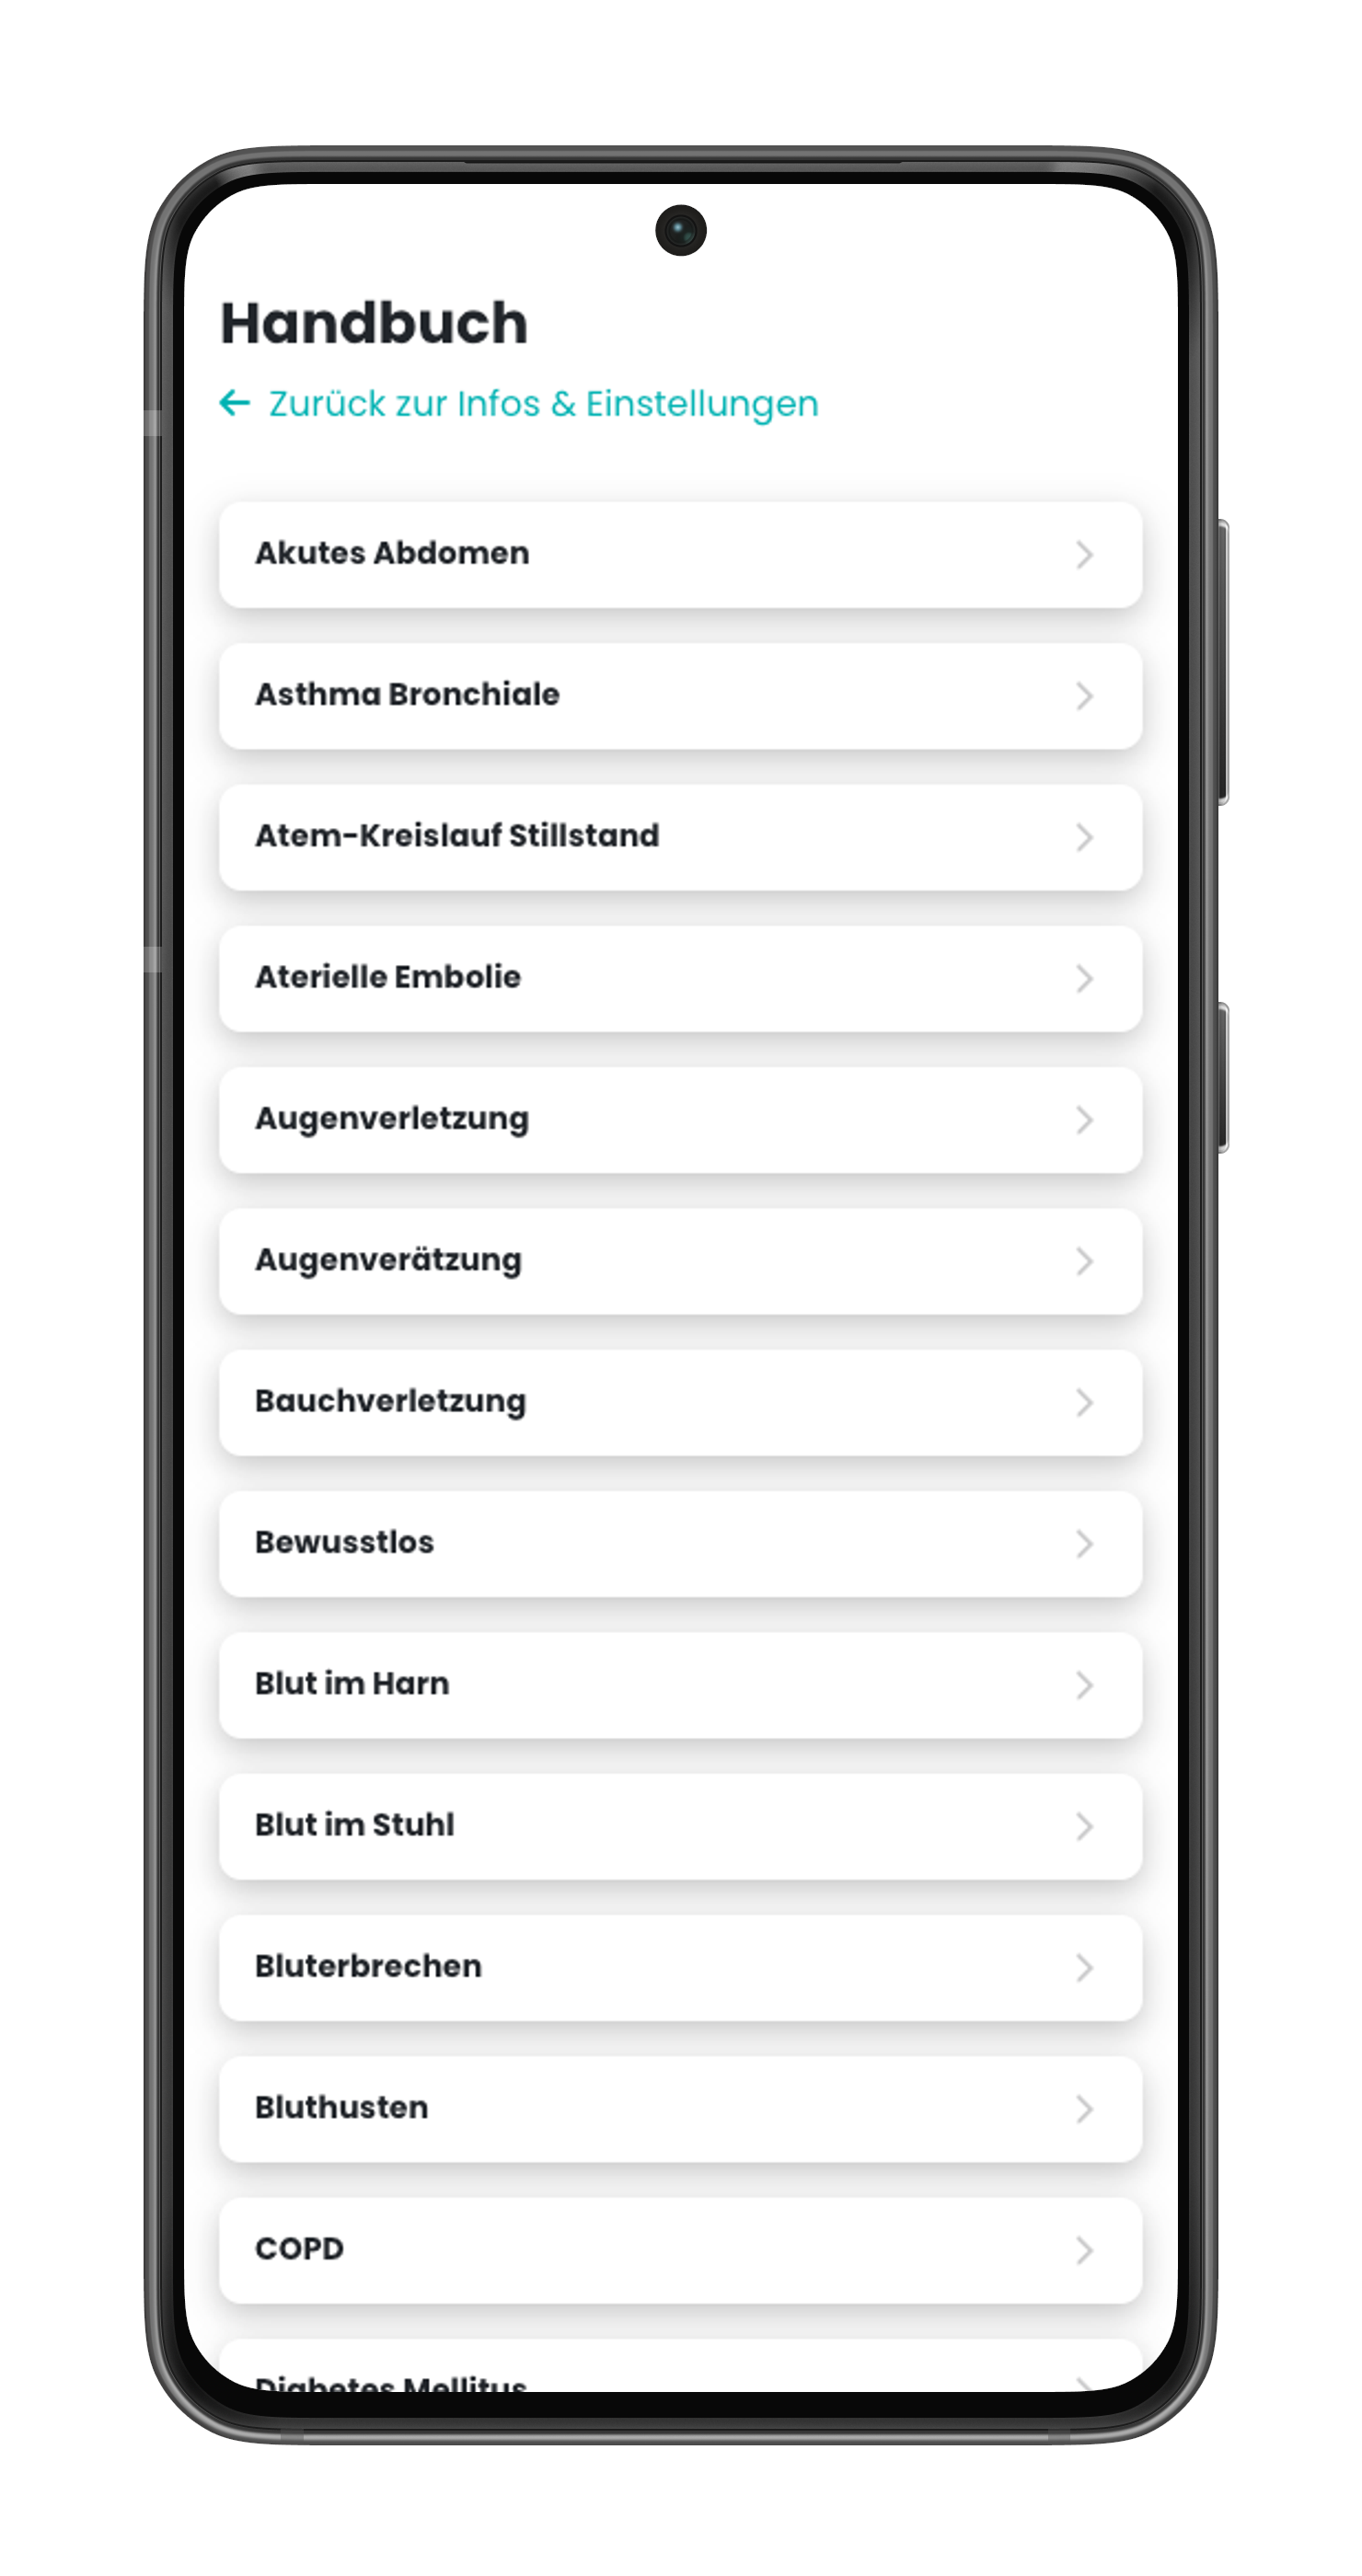 Handbuch
← Zurück zur Infos & Einstellungen
Akutes Abdomen
Asthma Bronchiale
Atem-Kreislauf Stillstand
Aterielle Embolie
Augenverletzung
Augenverätzung
Bauchverletzung
Bewusstlos
Blut im Harn
Blut im Stuhl
Bluterbrechen
Bluthusten
COPD
Diabetes Mellitus